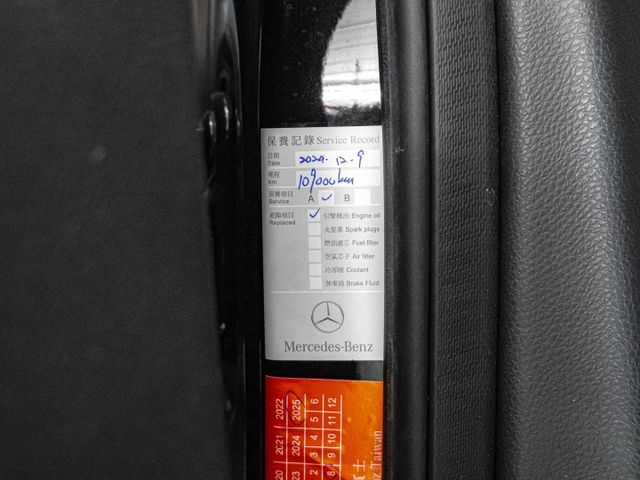 保養記錄 Service Record
日期
Date 2024.12.9
里程
Km 109000km
保養項目
Service A ✓ B
更換項目
Replaced
✓ 引擎機油 Engine oil
火星塞 Spark plugs
燃油濾芯 Fuel filter
空氣芯子 Air filter
冷卻液 Coolant
煞車油 Brake Fluid
Mercedes-Benz
2022 2025 6 12
2021 2024 5 11
4 10
3 9
20 23 2 8
Taiwan